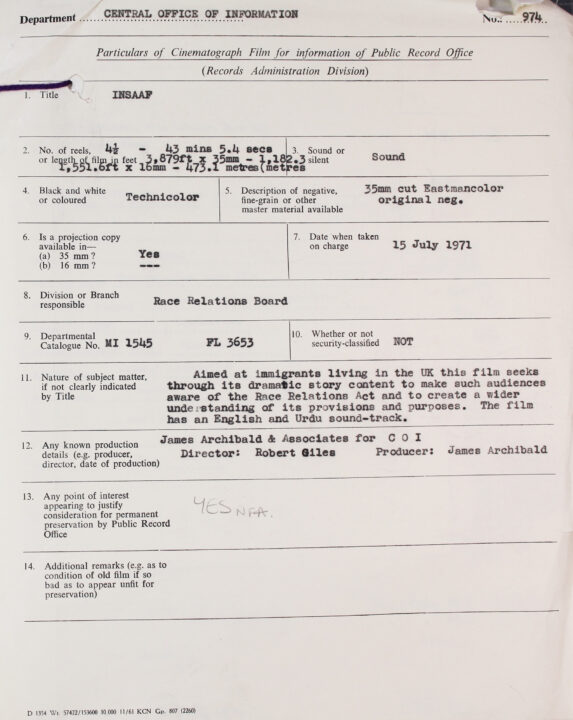 Department CENTRAL OFFICE OF INFORMATION No. 974
Particulars of Cinematograph Film for information of Public Record Office
(Records Administration Division)
1. Title INSAAF
2. No. of reels, 4½ - 43 mins 5.4 secs
or length of film in feet 3,879ft x 35mm - 1,182.3
1,551.6ft x 16mm - 473.1 metres(metres
3. Sound or
silent Sound
4. Black and white
or coloured Technicolor
5. Description of negative,
fine-grain or other
master material available
35mm cut Eastmancolor
original neg.
6. Is a projection copy
available in—
(a) 35 mm? Yes
(b) 16 mm? ---
7. Date when taken
on charge 15 July 1971
8. Division or Branch
responsible Race Relations Board
9. Departmental
Catalogue No. MI 1545 FL 3653
10. Whether or not
security-classified NOT
11. Nature of subject matter,
if not clearly indicated
by Title
Aimed at immigrants living in the UK this film seeks
through its dramatic story content to make such audiences
aware of the Race Relations Act and to create a wider
understanding of its provisions and purposes. The film
has an English and Urdu sound-track.
12. Any known production
details (e.g. producer,
director, date of production)
James Archibald & Associates for C O I
Director: Robert Giles Producer: James Archibald
13. Any point of interest
appearing to justify
consideration for permanent
preservation by Public Record
Office
YES NFA.
14. Additional remarks (e.g. as to
condition of old film if so
bad as to appear unfit for
preservation)
D 1554 Wt. 57422/153608 10,000 11/61 KCN Gp. 807 (2260)